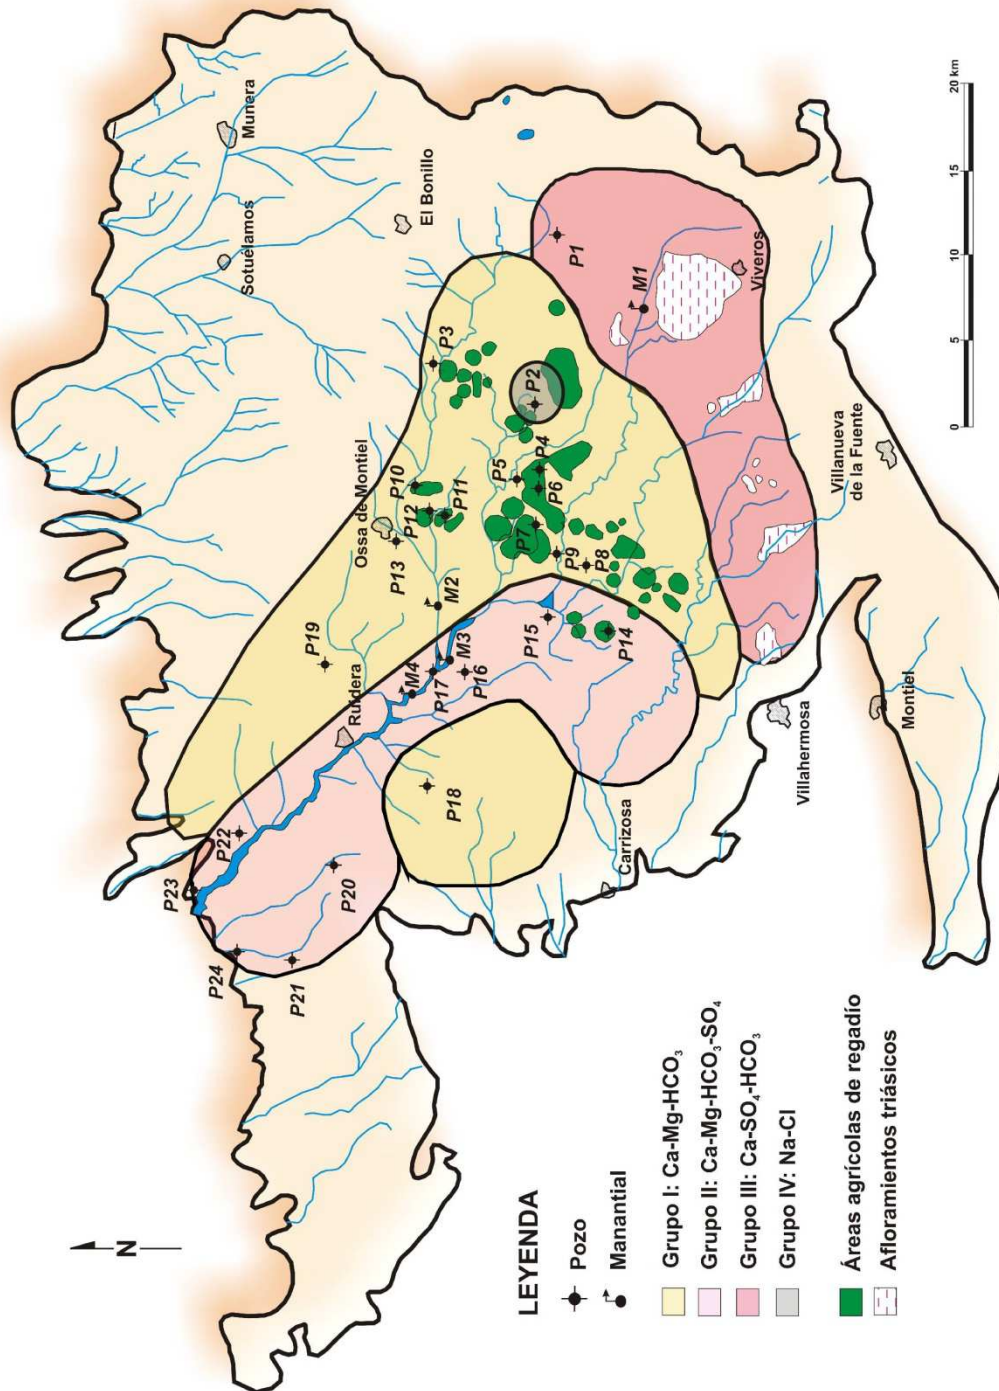 Munera
Sotuélamos
El Bonillo
P1
M1
Viveros
P3
P2
Ossa de Montiel
P10
P12
P11
P13
P5
P4
P6
P7
P9
P8
M2
P19
Ruidera
M4
M3
P17
P16
P15
P14
P18
P22
P23
P20
P24
P21
Carrizosa
Villahermosa
Montiel
Villanueva
de la Fuente
0
5
10
15
20 km
N
LEYENDA
Pozo
Manantial
Grupo I: Ca-Mg-HCO₃
Grupo II: Ca-Mg-HCO₃-SO₄
Grupo III: Ca-SO₄-HCO₃
Grupo IV: Na-Cl
Áreas agrícolas de regadío
Afloramientos triásicos